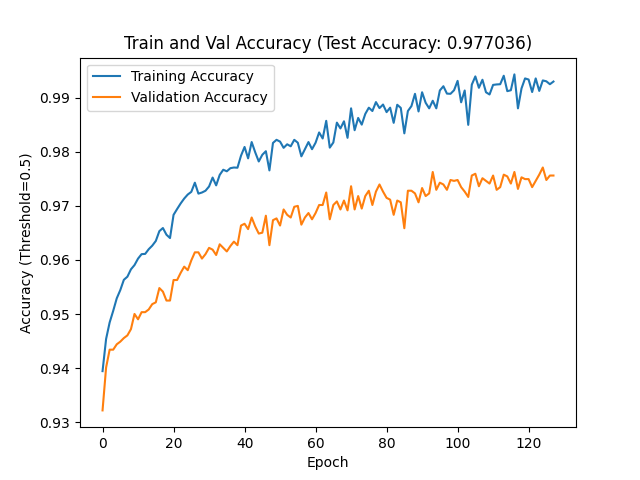 Train and Val Accuracy (Test Accuracy: 0.977036)
Training Accuracy
Validation Accuracy
Accuracy (Threshold=0.5)
0.99
0.98
0.97
0.96
0.95
0.94
0.93
0 20 40 60 80 100 120
Epoch